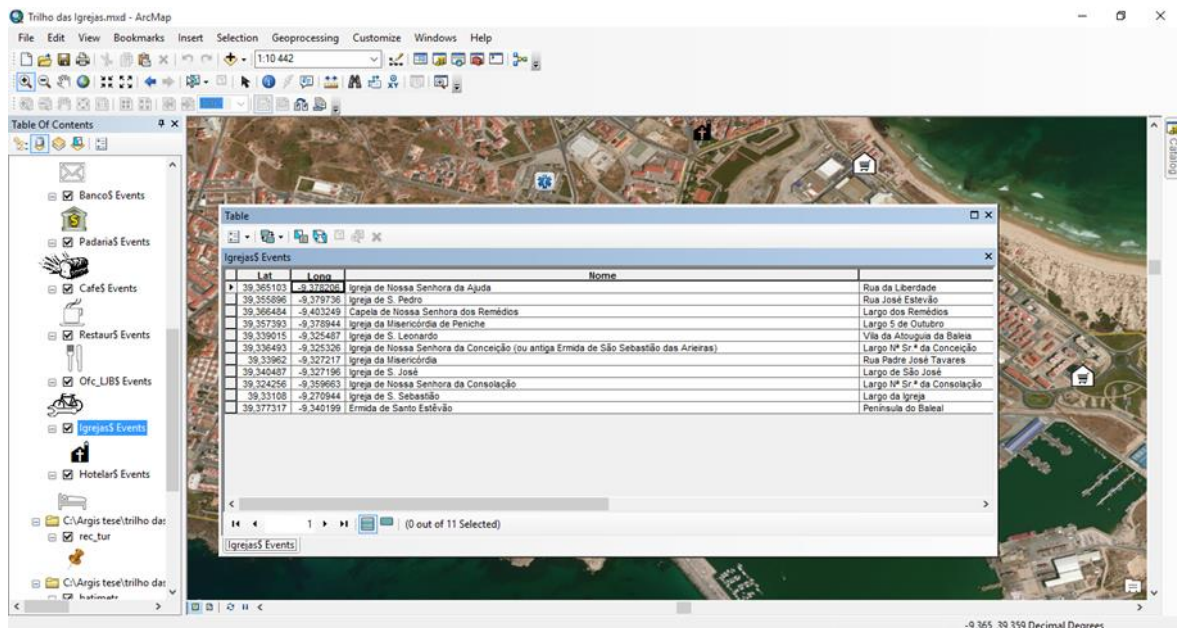 Trilho das Igrejas.mxd - ArcMap
File Edit View Bookmarks Insert Selection Geoprocessing Customize Windows Help
1:10 442
Table Of Contents
Banco$ Events
Padaria$ Events
Cafe$ Events
Restaur$ Events
Ofc_LJB$ Events
Igrejas$ Events
Hotelar$ Events
C:\Argis tese\trilho das
rec_tur
C:\Argis tese\trilho das
batimetr
Catalog
Table
Igrejas$ Events
Lat Long Nome
39,365103 -9,378206 Igreja de Nossa Senhora da Ajuda Rua da Liberdade
39,355896 -9,379736 Igreja de S. Pedro Rua José Estevão
39,366484 -9,403249 Capela de Nossa Senhora dos Remédios Largo dos Remédios
39,357393 -9,378944 Igreja da Misericórdia de Peniche Largo 5 de Outubro
39,339015 -9,325487 Igreja de S. Leonardo Vila da Atouguia da Baleia
39,336493 -9,325326 Igreja de Nossa Senhora da Conceição (ou antiga Ermida de São Sebastião das Arieiras) Largo Nª Sr.ª da Conceição
39,33962 -9,327217 Igreja da Misericórdia Rua Padre José Tavares
39,340487 -9,327196 Igreja de S. José Largo de São José
39,324256 -9,359663 Igreja de Nossa Senhora da Consolação Largo Nª Sr.ª da Consolação
39,33108 -9,270944 Igreja de S. Sebastião Largo da Igreja
39,377317 -9,340199 Ermida de Santo Estêvão Península do Baleal
1 (0 out of 11 Selected)
Igrejas$ Events
-9,365 39,359 Decimal Degrees